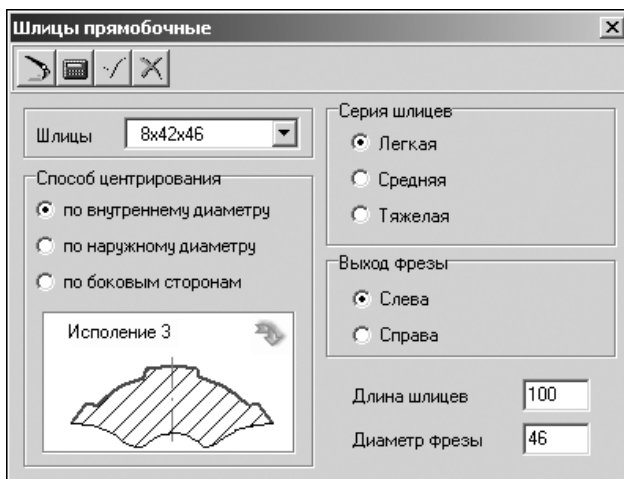 Шлицы прямобочные
Шлицы 8x42x46
Способ центрирования
по внутреннему диаметру
по наружному диаметру
по боковым сторонам
Исполение 3
Серия шлицев
Легкая
Средняя
Тяжелая
Выход фрезы
Слева
Справа
Длина шлицев 100
Диаметр фрезы 46